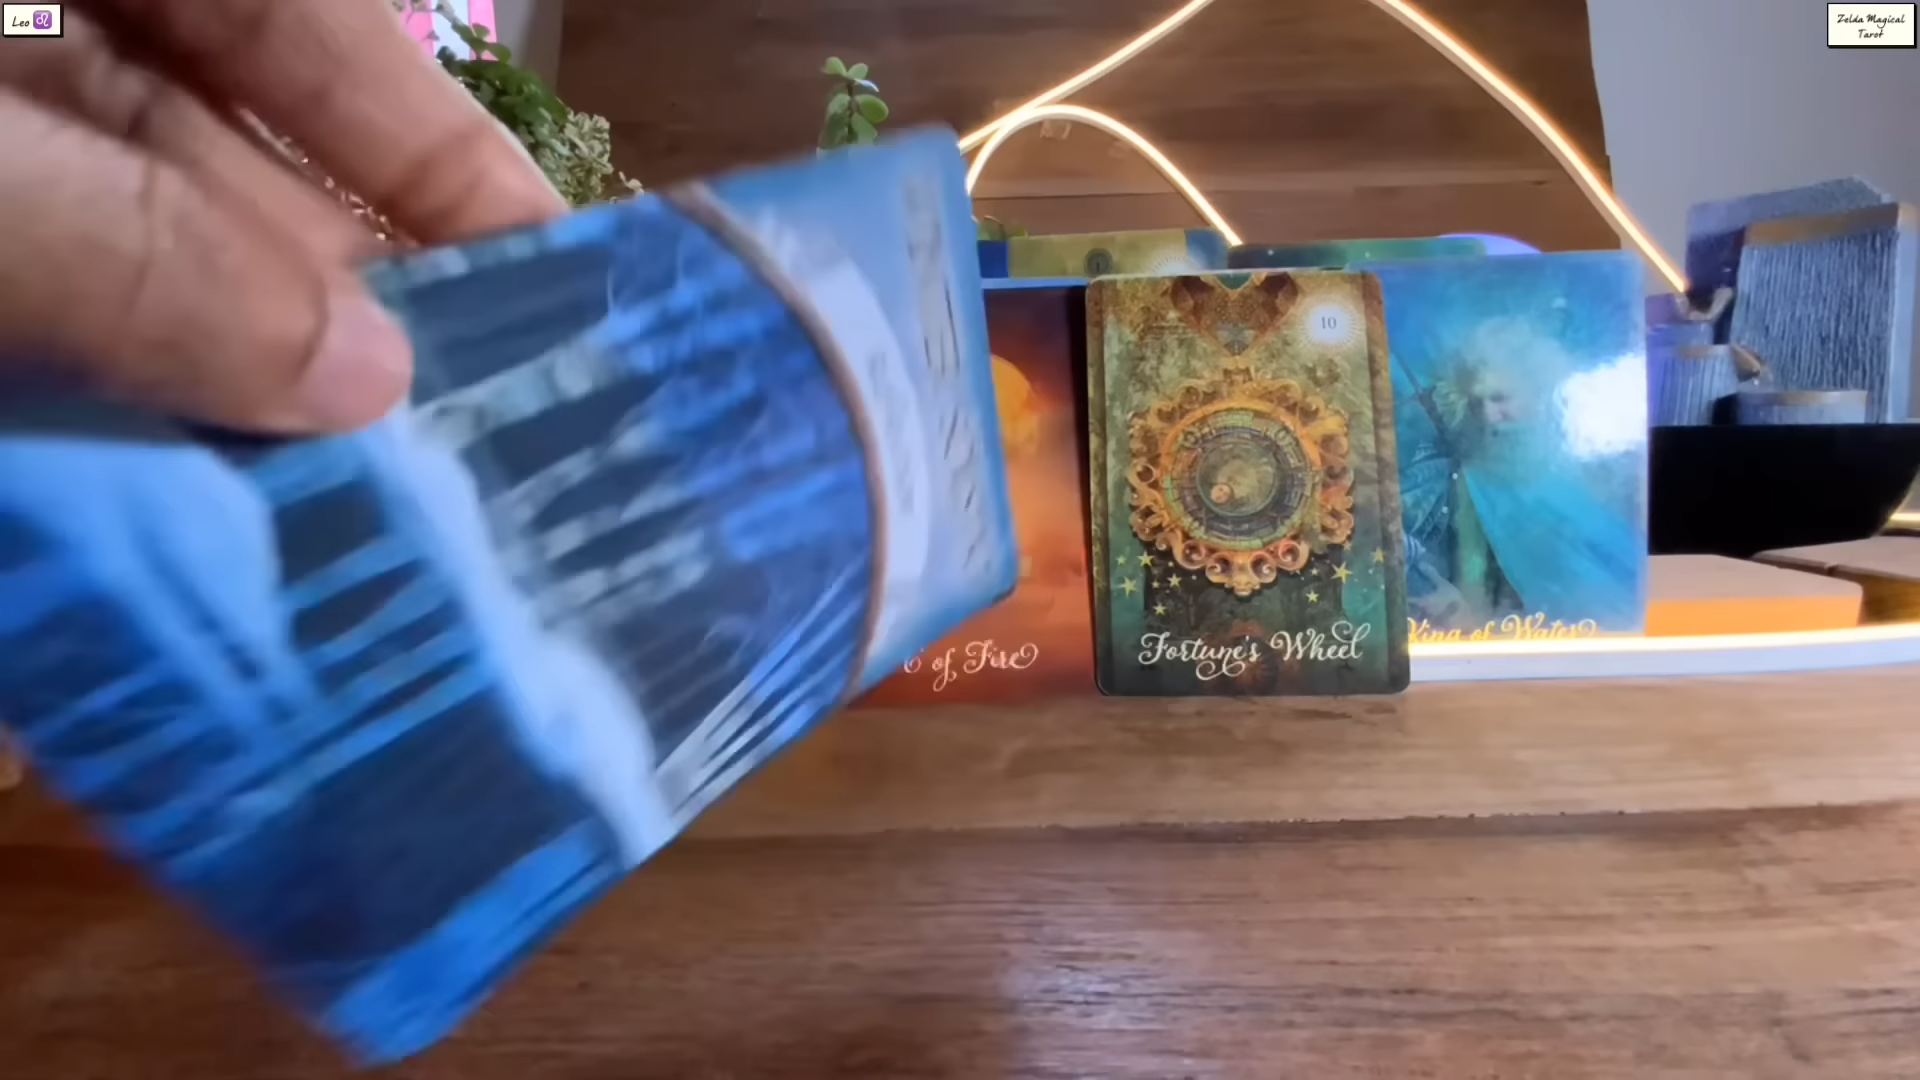 Leo ♌
Zelda Magical
Tarot
10
of Fire
Fortune's Wheel
King of Water